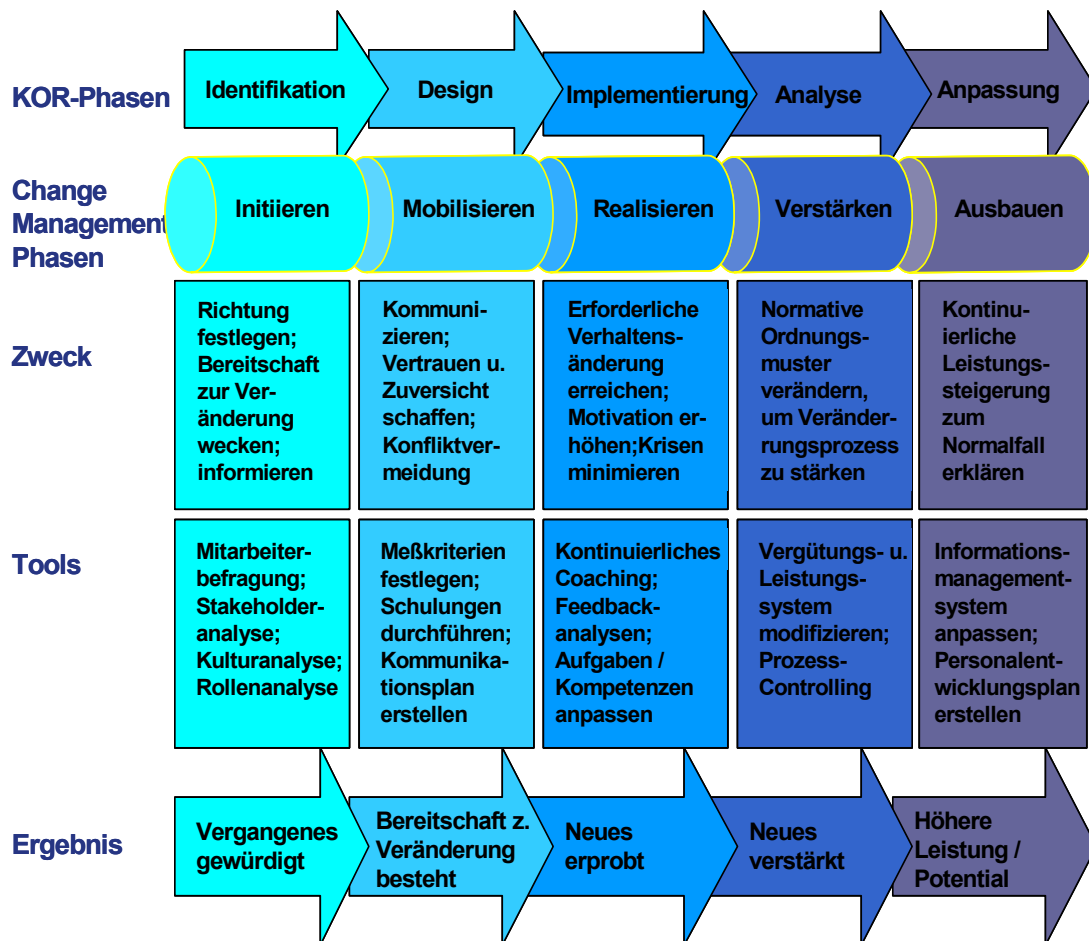 KOR-Phasen
Identifikation
Design
Implementierung
Analyse
Anpassung
Change
Management
Phasen
Initiieren
Mobilisieren
Realisieren
Verstärken
Ausbauen
Zweck
Richtung
festlegen;
Bereitschaft
zur Ver-
änderung
wecken;
informieren
Kommuni-
zieren;
Vertrauen u.
Zuversicht
schaffen;
Konfliktver-
meidung
Erforderliche
Verhaltens-
änderung
erreichen;
Motivation er-
höhen;Krisen
minimieren
Normative
Ordnungs-
muster
verändern,
um Veränder-
rungsprozess
zu stärken
Kontinu-
ierliche
Leistungs-
steigerung
zum
Normalfall
erklären
Tools
Mitarbeiter-
befragung;
Stakeholder-
analyse;
Kulturanalyse;
Rollenanalyse
Meßkriterien
festlegen;
Schulungen
durchführen;
Kommunika-
tionsplan
erstellen
Kontinuierliches
Coaching;
Feedback-
analysen;
Aufgaben /
Kompetenzen
anpassen
Vergütungs- u.
Leistungs-
system
modifizieren;
Prozess-
Controlling
Informations-
management-
system
anpassen;
Personalent-
wicklungsplan
erstellen
Ergebnis
Vergangenes
gewürdigt
Bereitschaft z.
Veränderung
besteht
Neues
erprobt
Neues
verstärkt
Höhere
Leistung /
Potential